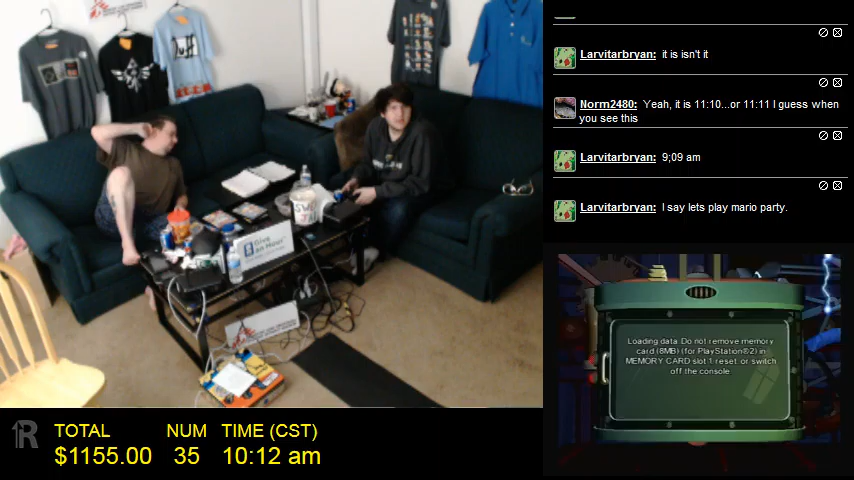 Larvitarbryan: it is isn't it
Norm2480: Yeah, it is 11:10...or 11:11 I guess when
you see this
Larvitarbryan: 9;09 am
Larvitarbryan: I say lets play mario party.
Give
an Hour
Loading data. Do not remove memory
card (8MB) (for PlayStation®2) in
MEMORY CARD slot 1, reset, or switch
off the console.
R
TOTAL NUM TIME (CST)
$1155.00 35 10:12 am